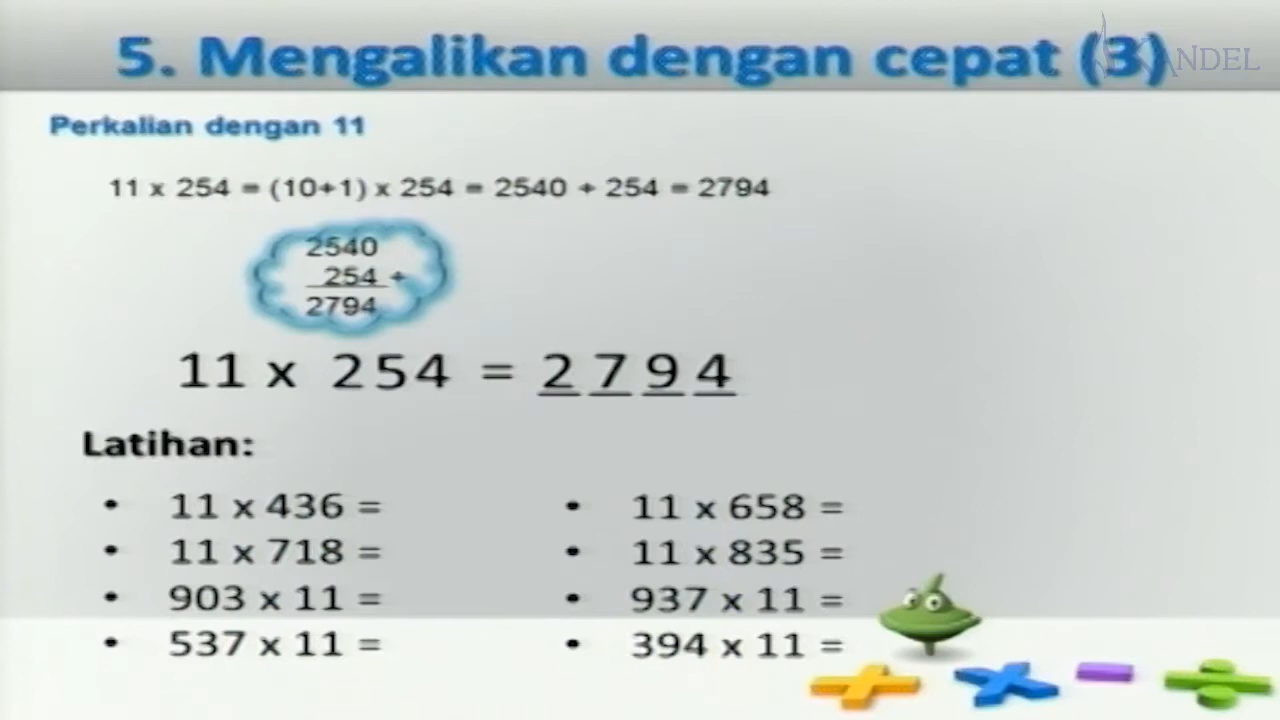 5. Mengalikan dengan cepat (3)
ANDEL
Perkalian dengan 11
11 x 254 = (10+1) x 254 = 2540 + 254 = 2794
2540
254 +
2794
11 x 254 = 2 7 9 4
Latihan:
• 11 x 436 =
• 11 x 718 =
• 903 x 11 =
• 537 x 11 =
• 11 x 658 =
• 11 x 835 =
• 937 x 11 =
• 394 x 11 =